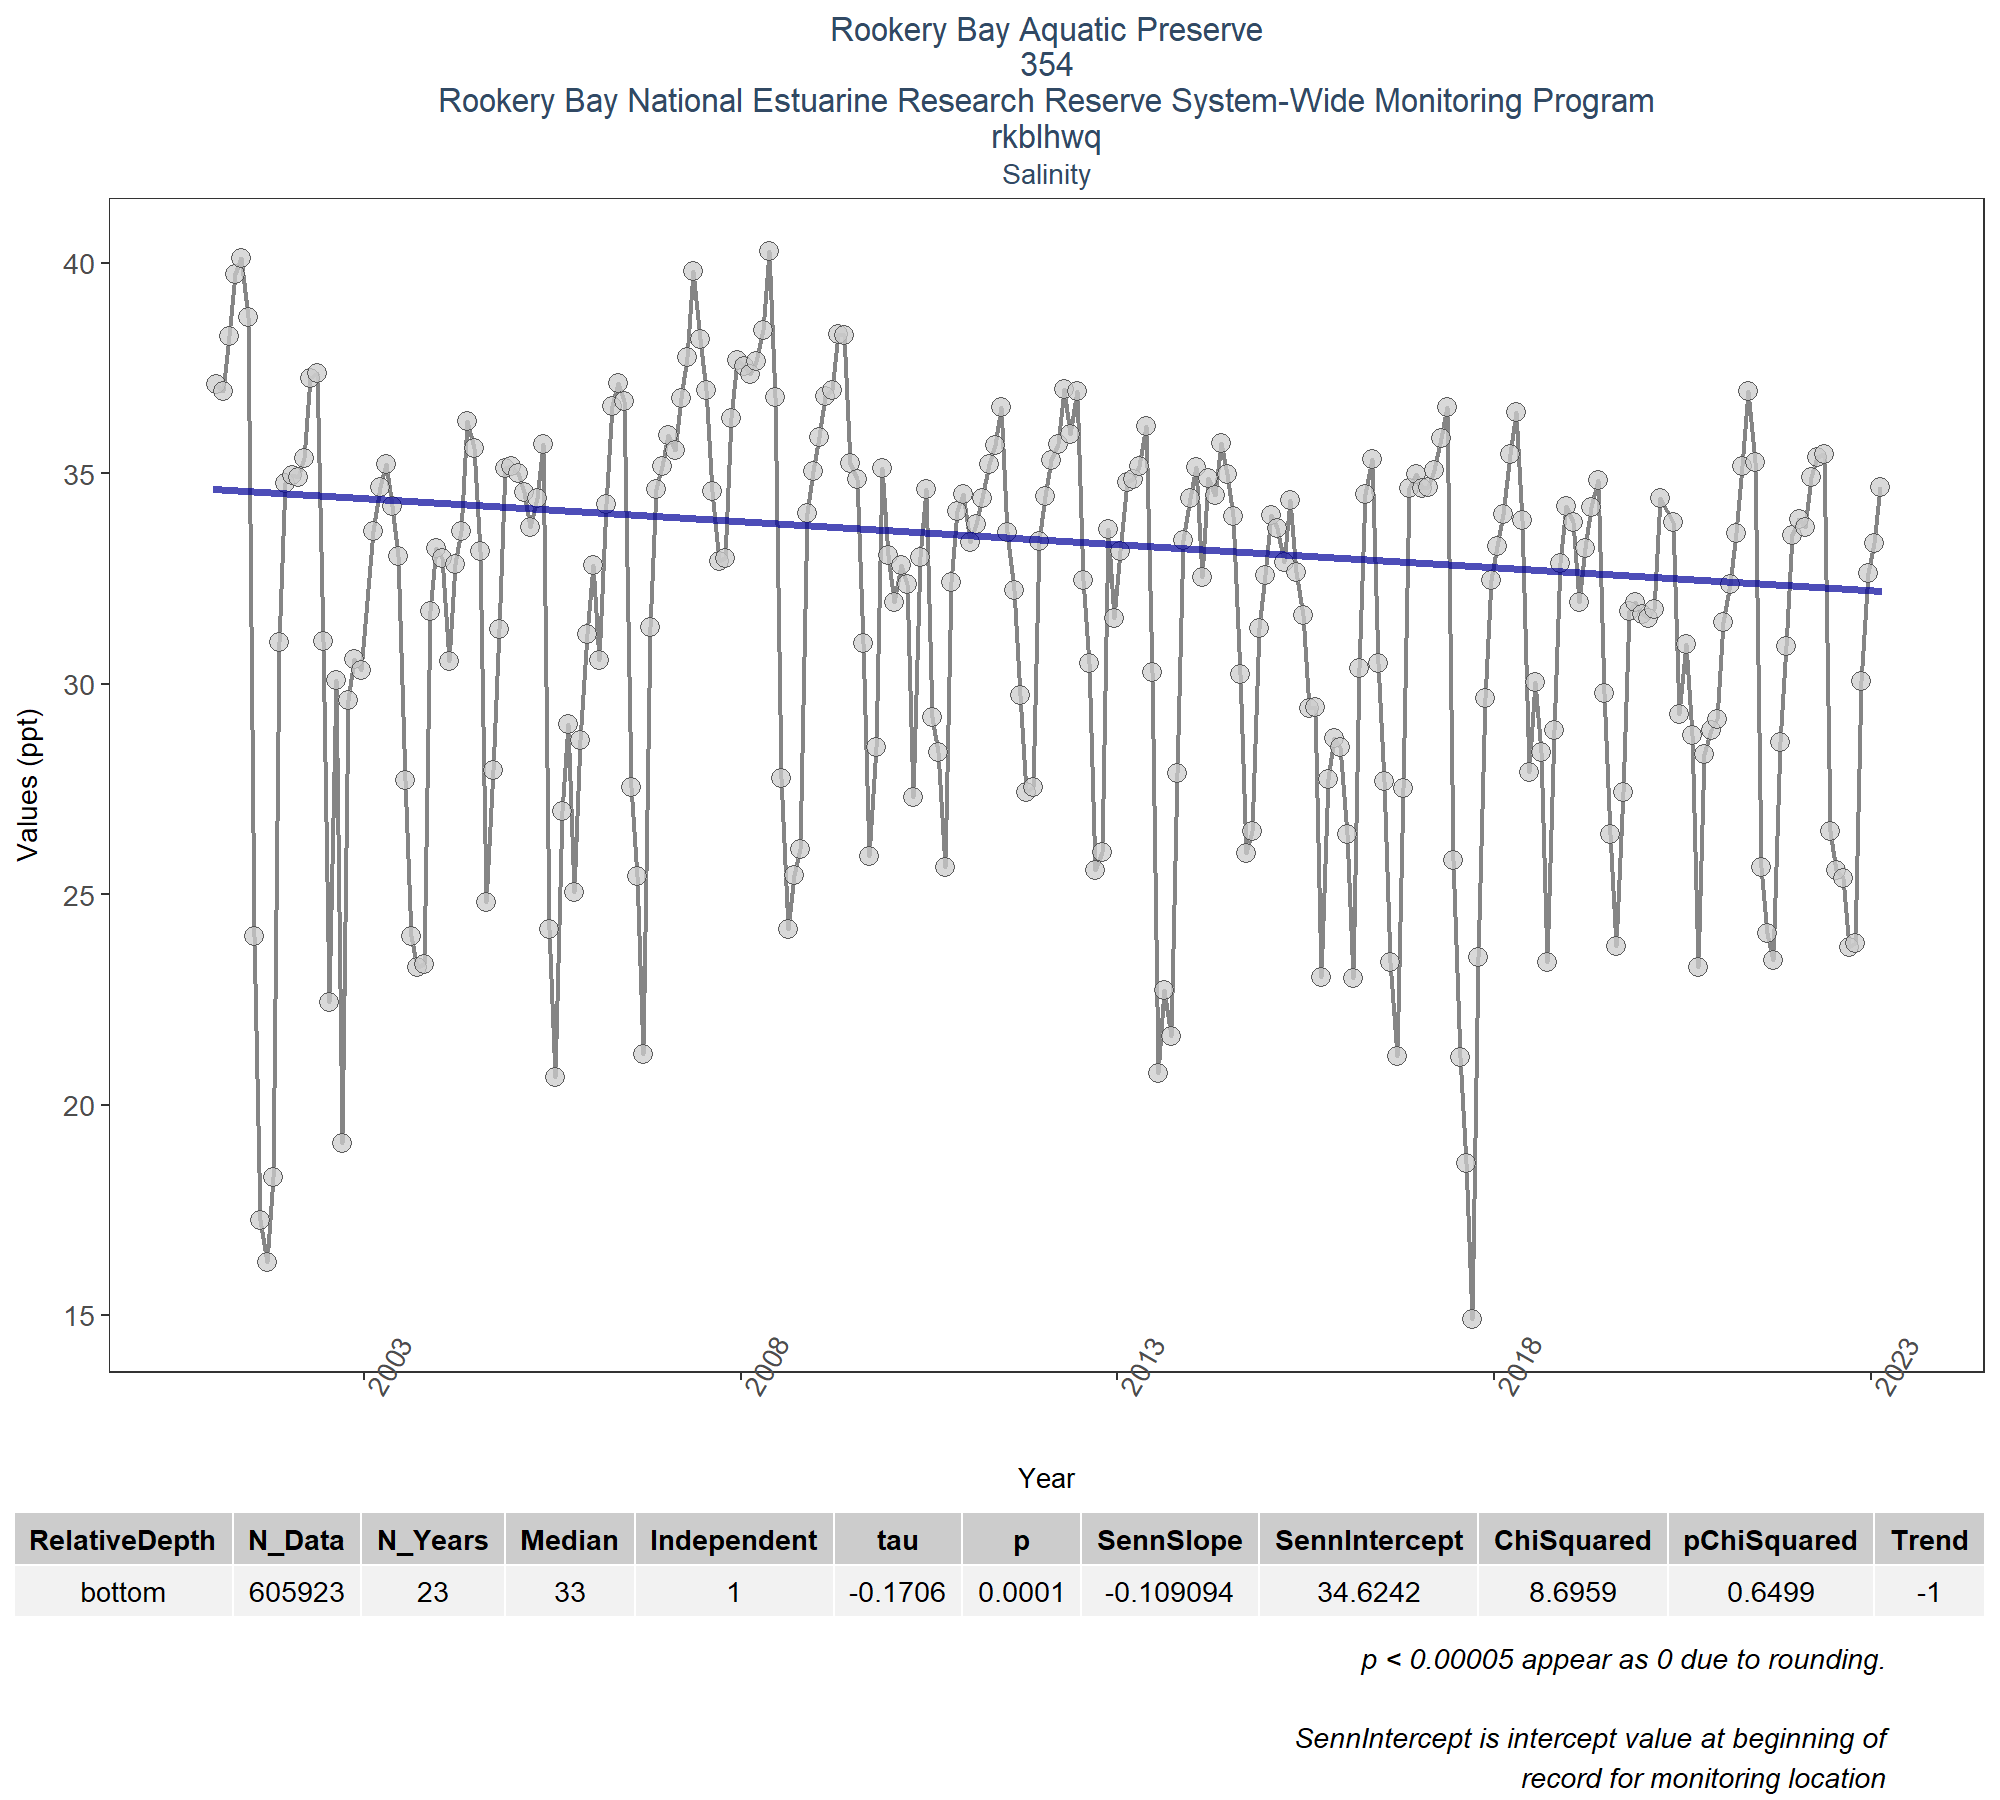 Rookery Bay Aquatic Preserve
354
Rookery Bay National Estuarine Research Reserve System-Wide Monitoring Program
rkblhwq
Salinity
40
35
30
25
20
15
Values (ppt)
2003 2008 2013 2018 2023
Year
RelativeDepth N_Data N_Years Median Independent tau p SennSlope SennIntercept ChiSquared pChiSquared Trend
bottom 605923 23 33 1 -0.1706 0.0001 -0.109094 34.6242 8.6959 0.6499 -1
p < 0.00005 appear as 0 due to rounding.
SennIntercept is intercept value at beginning of
record for monitoring location